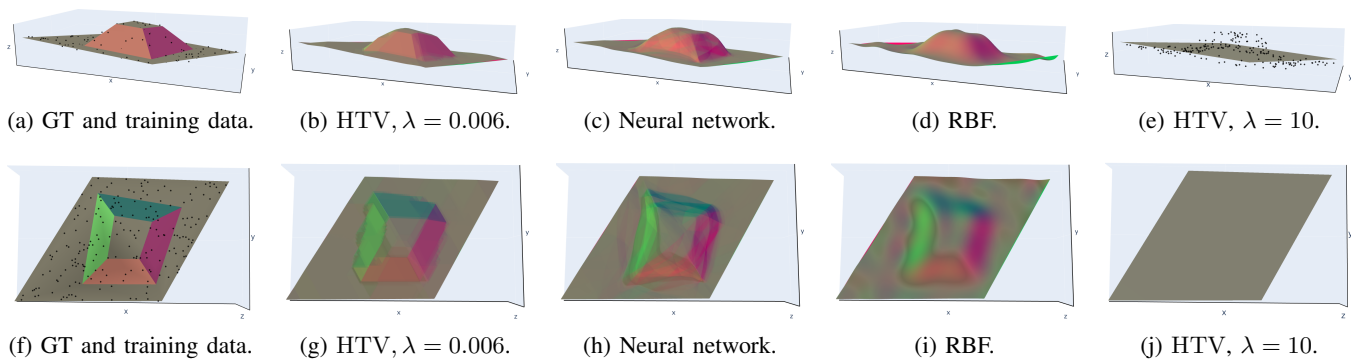 z
x
y
z
x
y
z
x
y
z
x
y
z
x
y
(a) GT and training data.
(b) HTV, λ = 0.006.
(c) Neural network.
(d) RBF.
(e) HTV, λ = 10.
y
x
z
y
x
z
y
x
z
y
x
z
y
x
z
(f) GT and training data.
(g) HTV, λ = 0.006.
(h) Neural network.
(i) RBF.
(j) HTV, λ = 10.